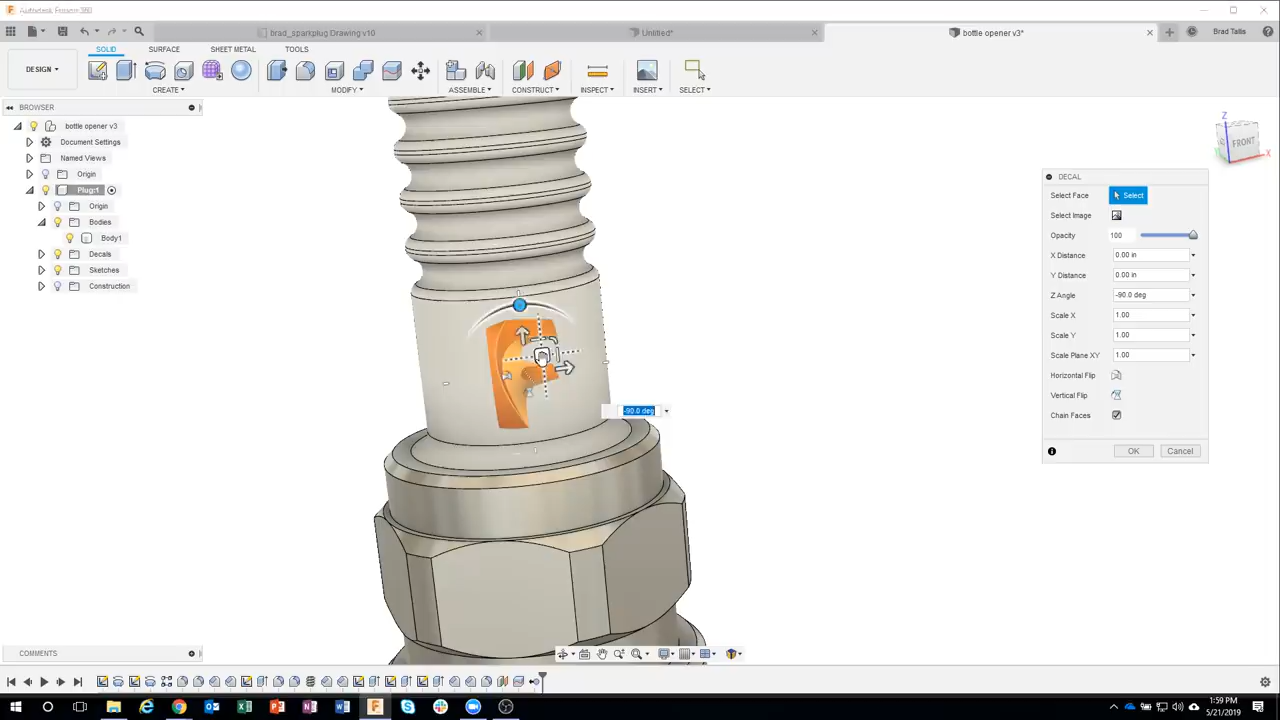 Autodesk Fusion 360
brad_sparkplug Drawing v10
Untitled*
bottle opener v3*
Brad Tallis
DESIGN
SOLID
SURFACE
SHEET METAL
TOOLS
CREATE
MODIFY
ASSEMBLE
CONSTRUCT
INSPECT
INSERT
SELECT
BROWSER
bottle opener v3
Document Settings
Named Views
Origin
Plug:1
Origin
Bodies
Body1
Decals
Sketches
Construction
Z
FRONT
X
DECAL
Select Face
Select
Select Image
Opacity
100
X Distance
0.00 in
Y Distance
0.00 in
Z Angle
-90.0 deg
Scale X
1.00
Scale Y
1.00
Scale Plane XY
1.00
Horizontal Flip
Vertical Flip
Chain Faces
OK
Cancel
-90.0 deg
COMMENTS
1:59 PM
5/21/2019